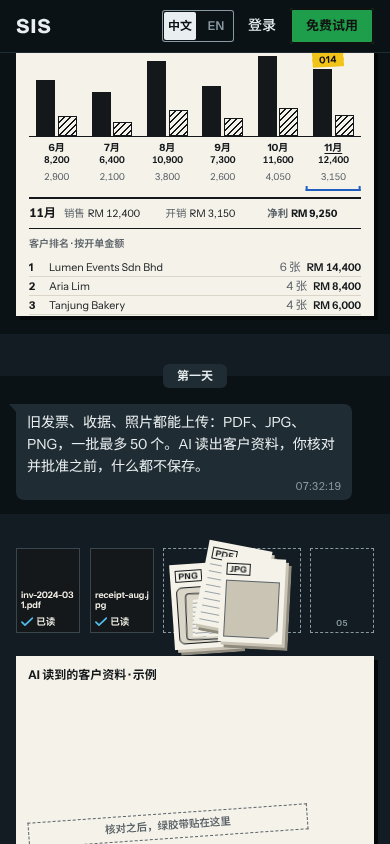 SIS
中文 EN 登录 免费试用
014
6月 7月 8月 9月 10月 11月
8,200 6,400 10,900 7,300 11,600 12,400
2,900 2,100 3,800 2,600 4,050 3,150
11月 销售 RM 12,400 开销 RM 3,150 净利 RM 9,250
客户排名·按开单金额
1 Lumen Events Sdn Bhd 6 张 RM 14,400
2 Aria Lim 4 张 RM 8,400
3 Tanjung Bakery 4 张 RM 6,000
第一天
旧发票、收据、照片都能上传：PDF、JPG、
PNG，一批最多 50 个。AI 读出客户资料，你核对
并批准之前，什么都不保存。
07:32:19
PDF
JPG
PNG
inv-2024-03
1.pdf
已读
receipt-aug.j
pg
已读
05
AI 读到的客户资料·示例
核对之后，绿胶带贴在这里